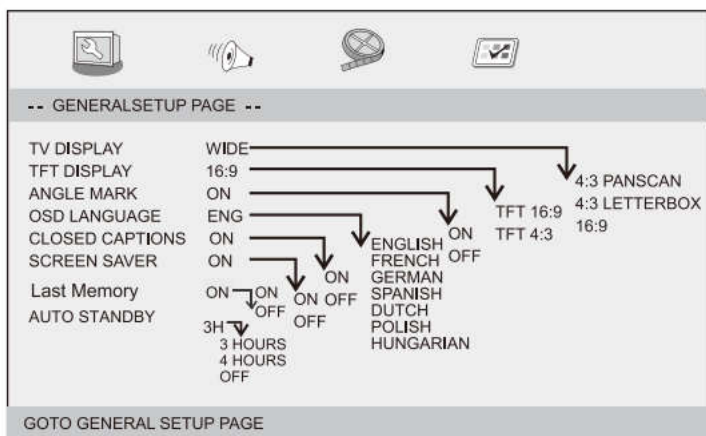 -- GENERALSETUP PAGE --
TV DISPLAY WIDE
TFT DISPLAY 16:9
ANGLE MARK ON
OSD LANGUAGE ENG
CLOSED CAPTIONS ON
SCREEN SAVER ON
Last Memory ON
AUTO STANDBY 3H
4:3 PANSCAN
4:3 LETTERBOX
16:9
TFT 16:9
TFT 4:3
ON
OFF
ENGLISH
FRENCH
GERMAN
SPANISH
DUTCH
POLISH
HUNGARIAN
ON
OFF
ON
OFF
ON
OFF
3 HOURS
4 HOURS
OFF
GOTO GENERAL SETUP PAGE